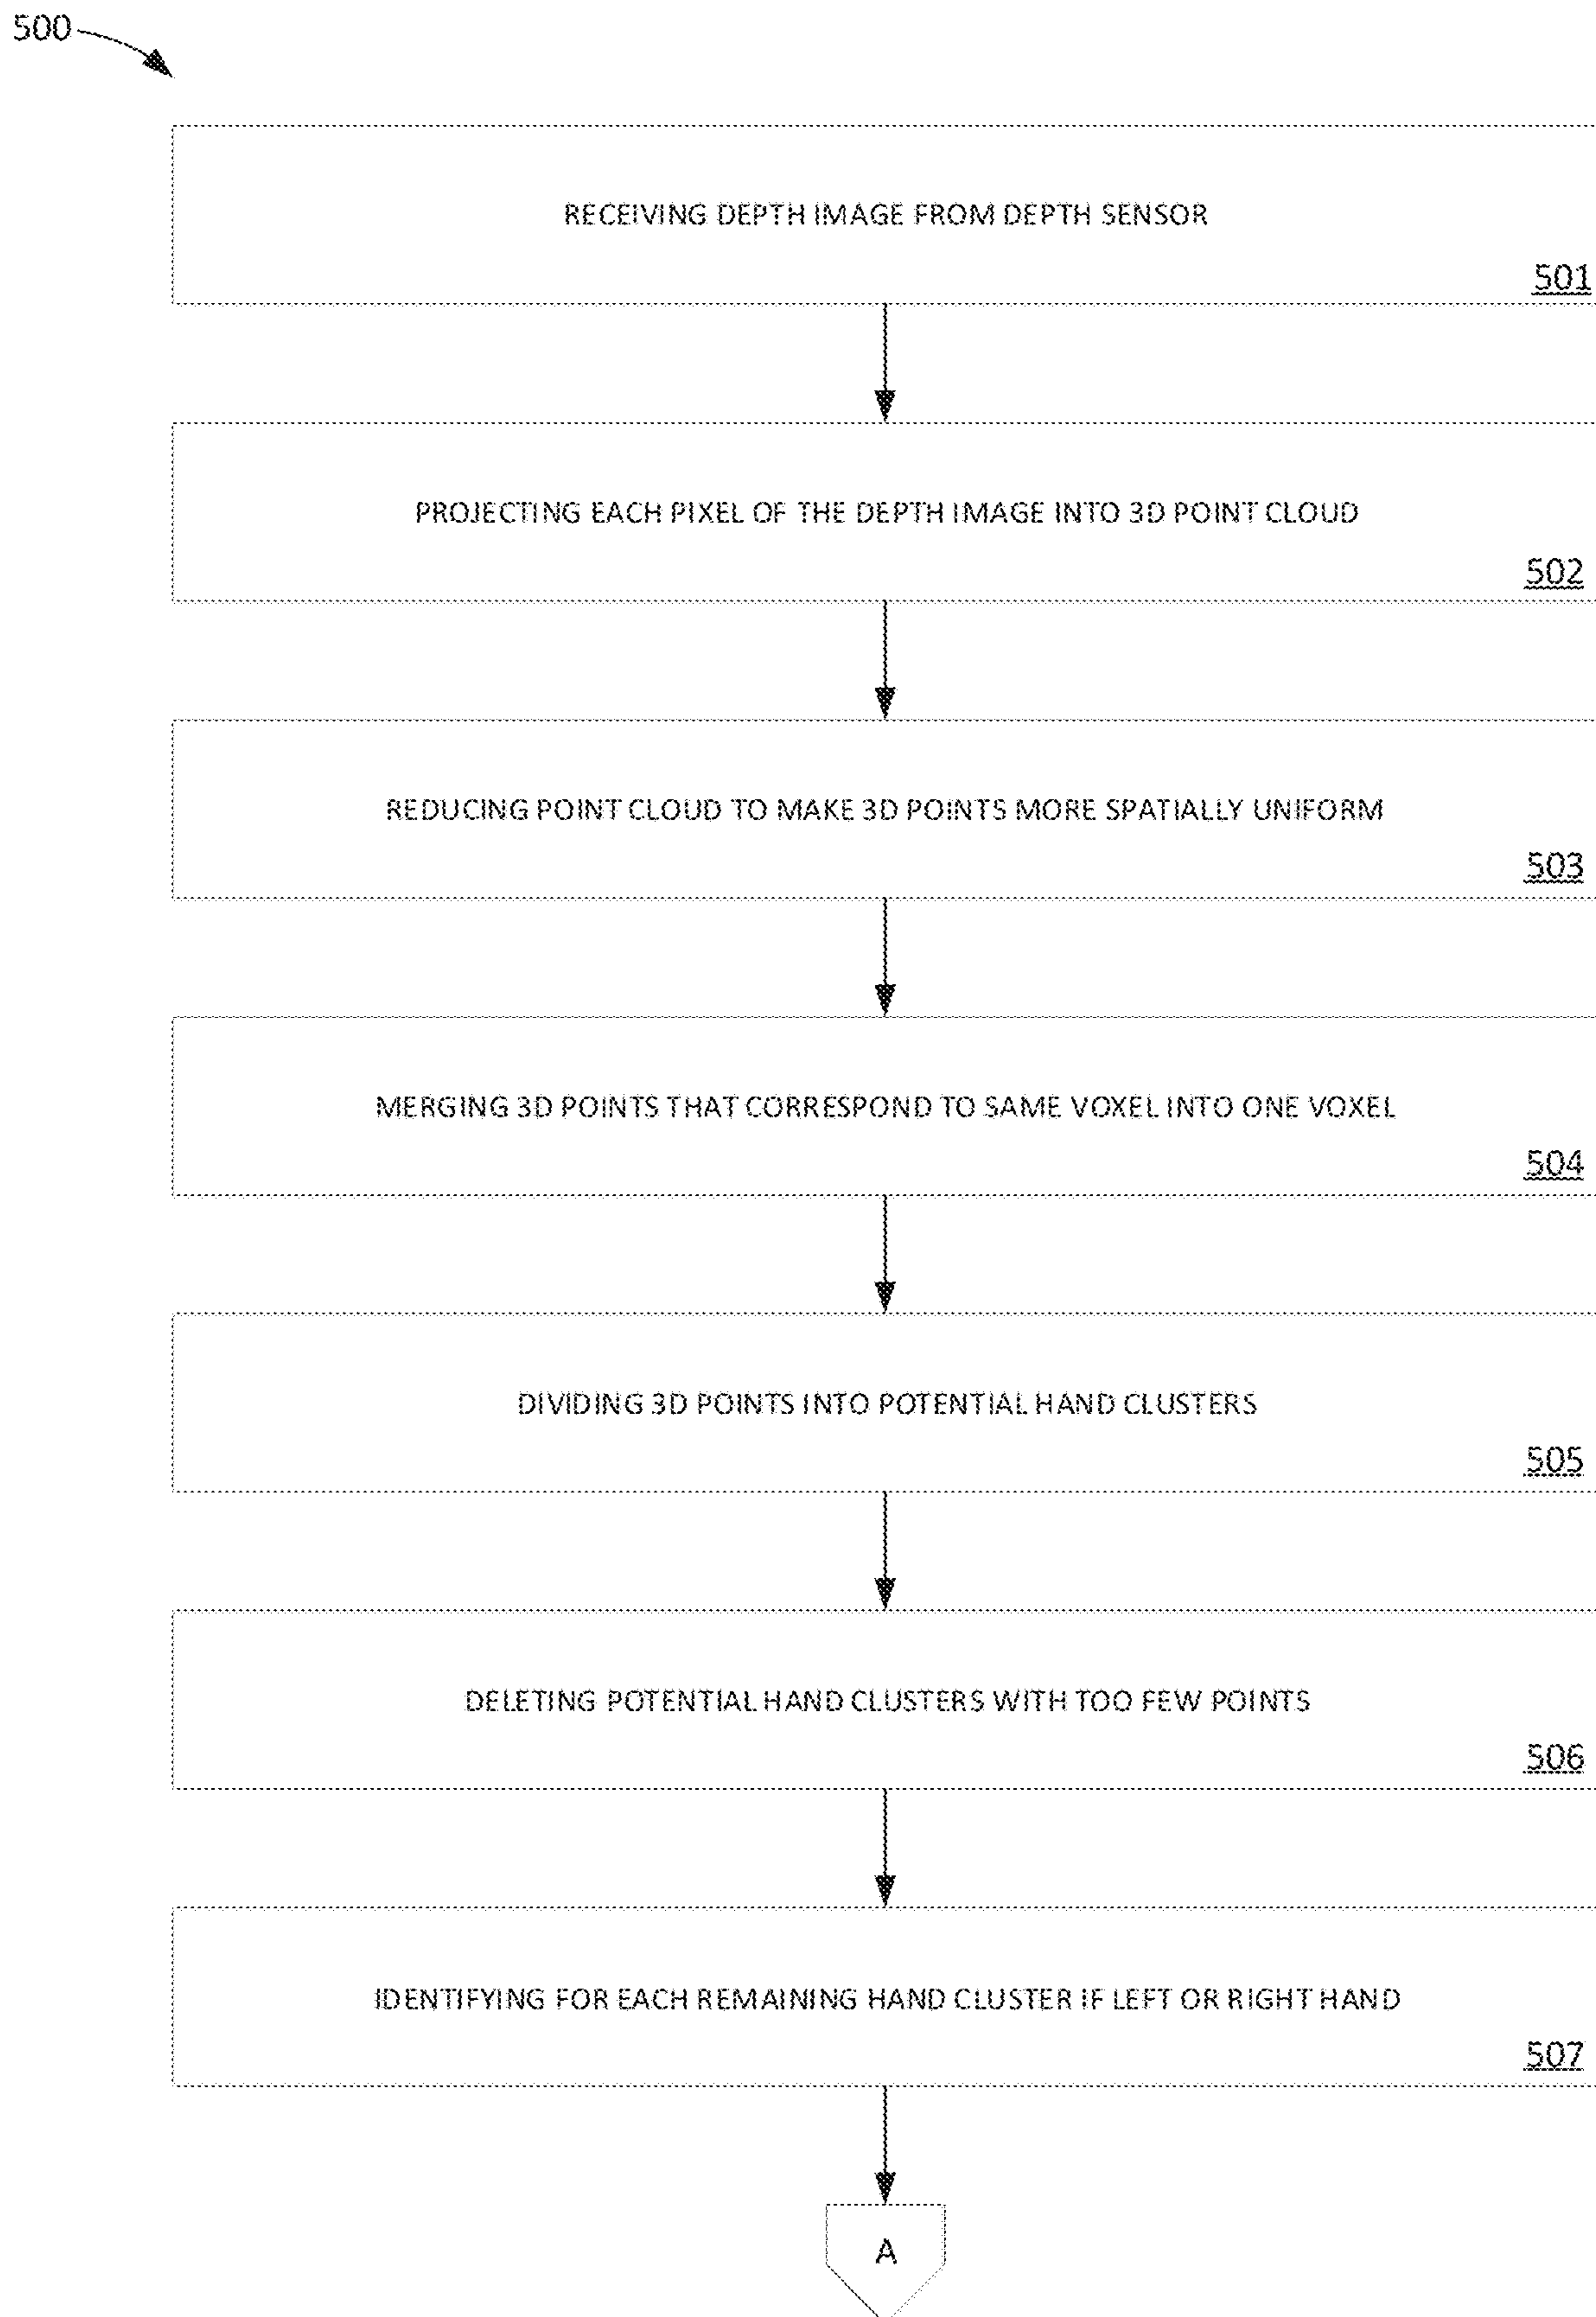 500
RECEIVING DEPTH IMAGE FROM DEPTH SENSOR
501
PROJECTING EACH PIXEL OF THE DEPTH IMAGE INTO 3D POINT CLOUD
502
REDUCING POINT CLOUD TO MAKE 3D POINTS MORE SPATIALLY UNIFORM
503
MERGING 3D POINTS THAT CORRESPOND TO SAME VOXEL INTO ONE VOXEL
504
DIVIDING 3D POINTS INTO POTENTIAL HAND CLUSTERS
505
DELETING POTENTIAL HAND CLUSTERS WITH TOO FEW POINTS
506
IDENTIFYING FOR EACH REMAINING HAND CLUSTER IF LEFT OR RIGHT HAND
507
A